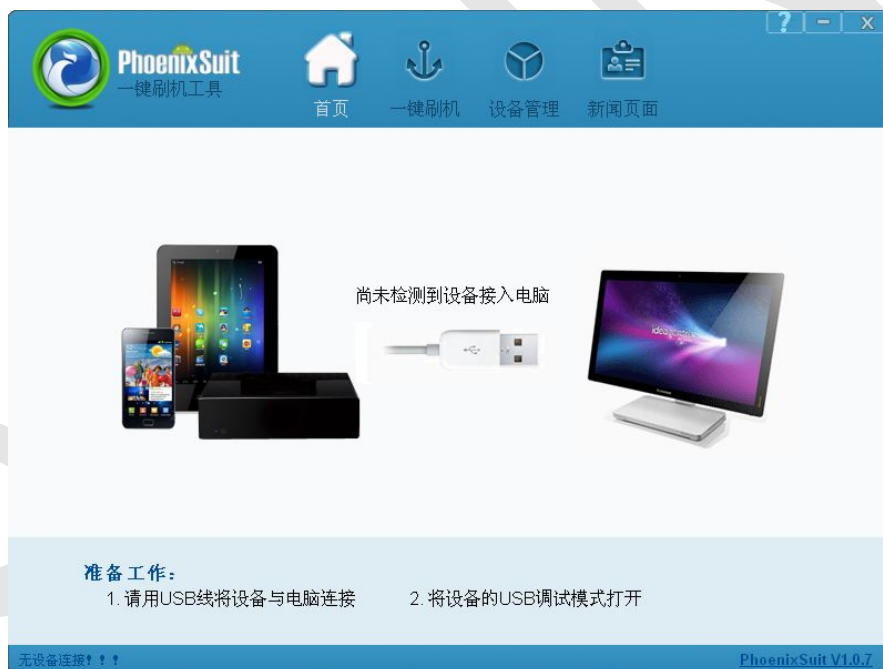 ? - x
PhoenixSuit
一键刷机工具
首页 一键刷机 设备管理 新闻页面
尚未检测到设备接入电脑
准备工作：
1.请用USB线将设备与电脑连接 2.将设备的USB调试模式打开
无设备连接！！！ PhoenixSuit V1.0.7